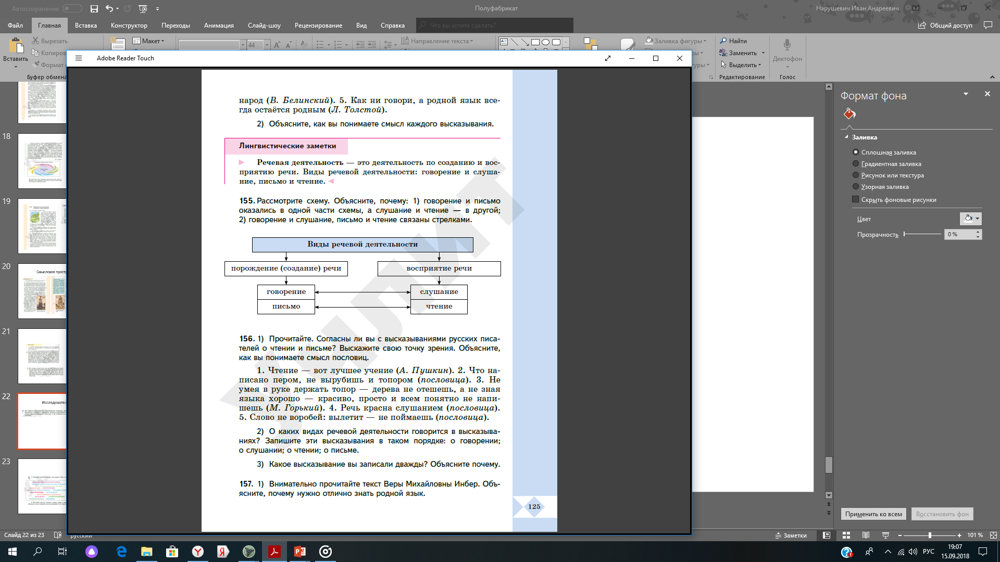 Автосохранение
Полуфабрикат
Нарушевич Иван Андреевич
Файл
Главная
Вставка
Конструктор
Переходы
Анимация
Слайд-шоу
Рецензирование
Вид
Справка
Что вы хотите сделать?
Общий доступ
Вставить
Вырезать
Копиров
Формат
Буфер обмена
Макет
44
Направление текста
Заливка фигуры
Найти
Заменить
Выделить
Редактирование
Диктофон
Голос
Adobe Reader Touch
народ (В. Белинский). 5. Как ни говори, а родной язык все-
гда остаётся родным (Л. Толстой).
2) Объясните, как вы понимаете смысл каждого высказывания.
Лингвистические заметки
Речевая деятельность — это деятельность по созданию и вос-
приятию речи. Виды речевой деятельности: говорение и слуша-
ние, письмо и чтение.
155. Рассмотрите схему. Объясните, почему: 1) говорение и письмо
оказались в одной части схемы, а слушание и чтение — в другой;
2) говорение и слушание, письмо и чтение связаны стрелками.
Виды речевой деятельности
порождение (создание) речи
восприятие речи
говорение
слушание
письмо
чтение
156. 1) Прочитайте. Согласны ли вы с высказываниями русских писа-
телей о чтении и письме? Выскажите свою точку зрения. Объясните,
как вы понимаете смысл пословиц.
1. Чтение — вот лучшее учение (А. Пушкин). 2. Что на-
писано пером, не вырубишь и топором (пословица). 3. Не
умея в руке держать топор — дерева не отешешь, а не зная
языка хорошо — красиво, просто и всем понятно не напи-
шешь (М. Горький). 4. Речь красна слушанием (пословица).
5. Слово не воробей: вылетит — не поймаешь (пословица).
2) О каких видах речевой деятельности говорится в высказыва-
ниях? Запишите эти высказывания в таком порядке: о говорении;
о слушании; о чтении; о письме.
3) Какое высказывание вы записали дважды? Объясните почему.
157. 1) Внимательно прочитайте текст Веры Михайловны Инбер. Объ-
ясните, почему нужно отлично знать родной язык.
125
УЧЛИТ
18
19
20
Смысловое простр
21
22
Исследовател
23
Формат фона
Заливка
Сплошная заливка
Градиентная заливка
Рисунок или текстура
Узорная заливка
Скрыть фоновые рисунки
Цвет
Прозрачность
0 %
Применить ко всем
Восстановить фон
Слайд 22 из 23
русский
Заметки
101 %
РУС
19:07
15.09.2018